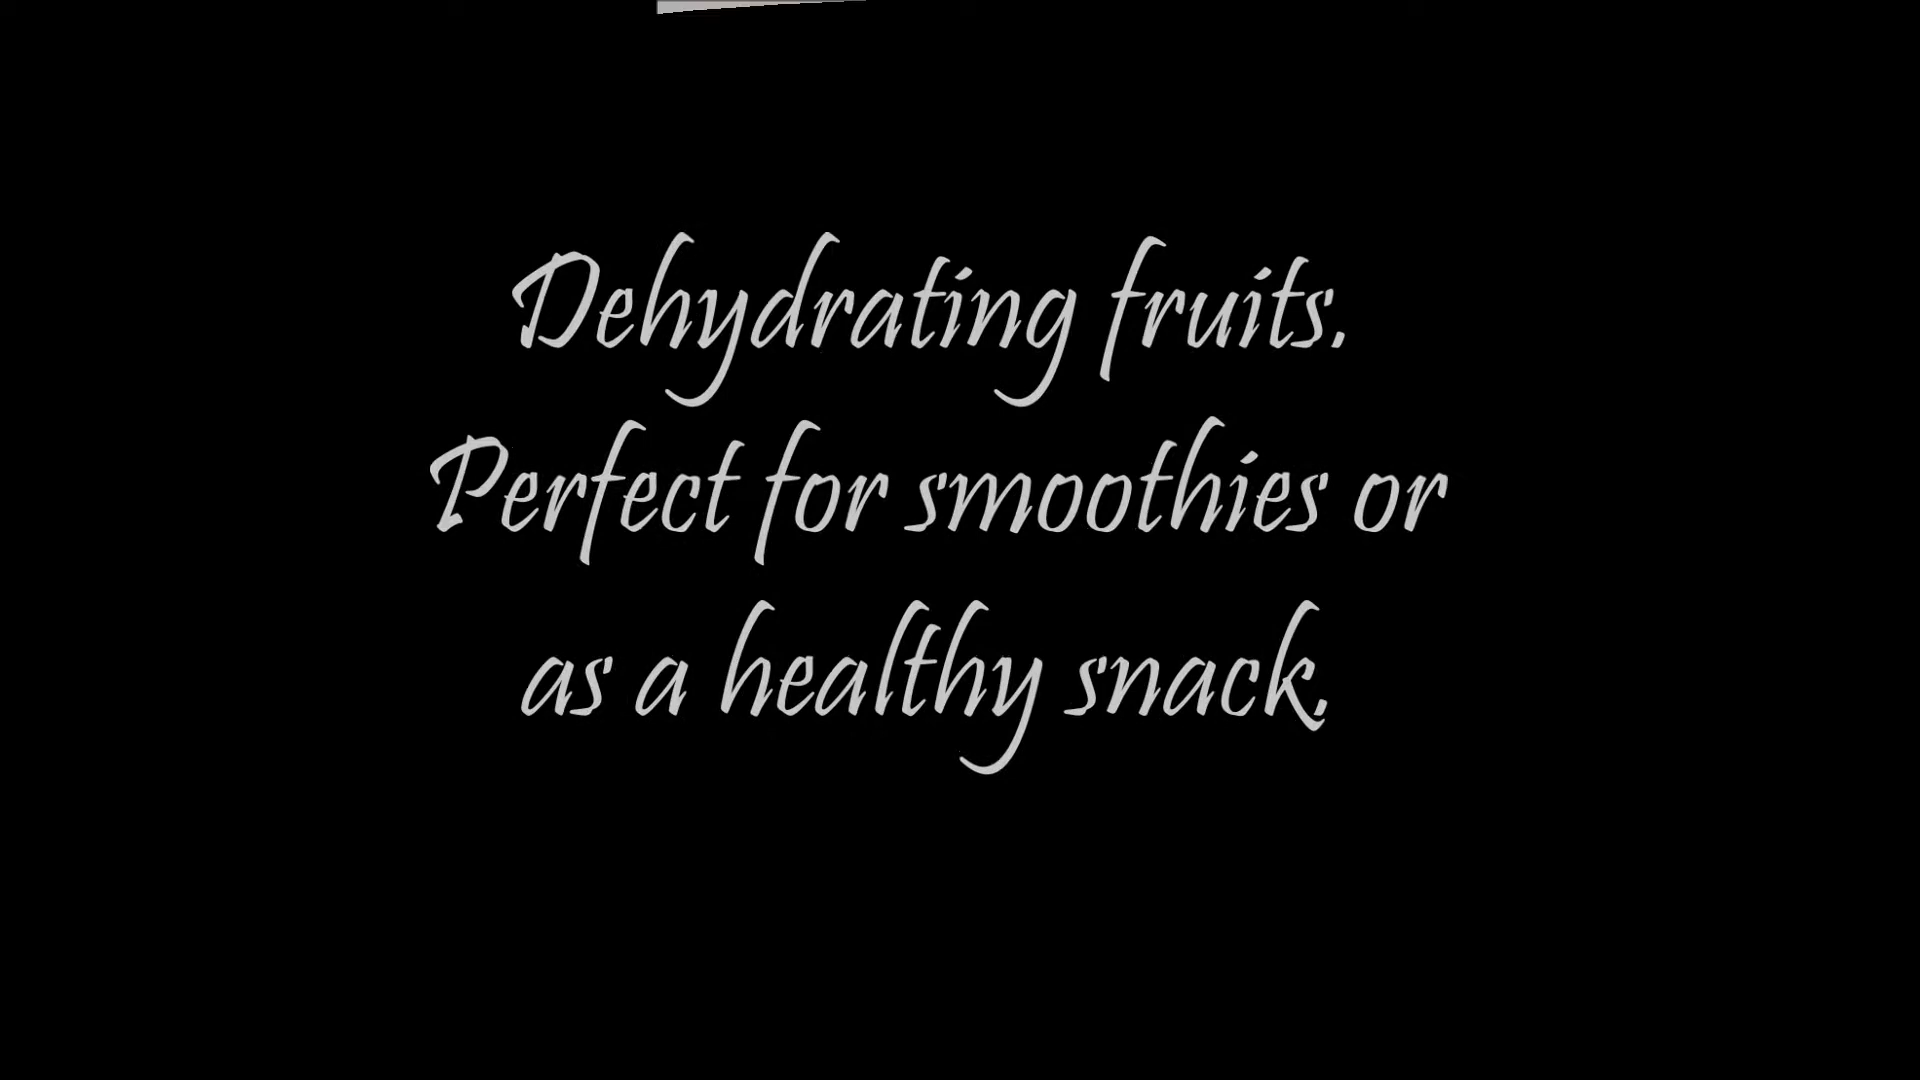 Dehydrating fruits.
Perfect for smoothies or
as a healthy snack.